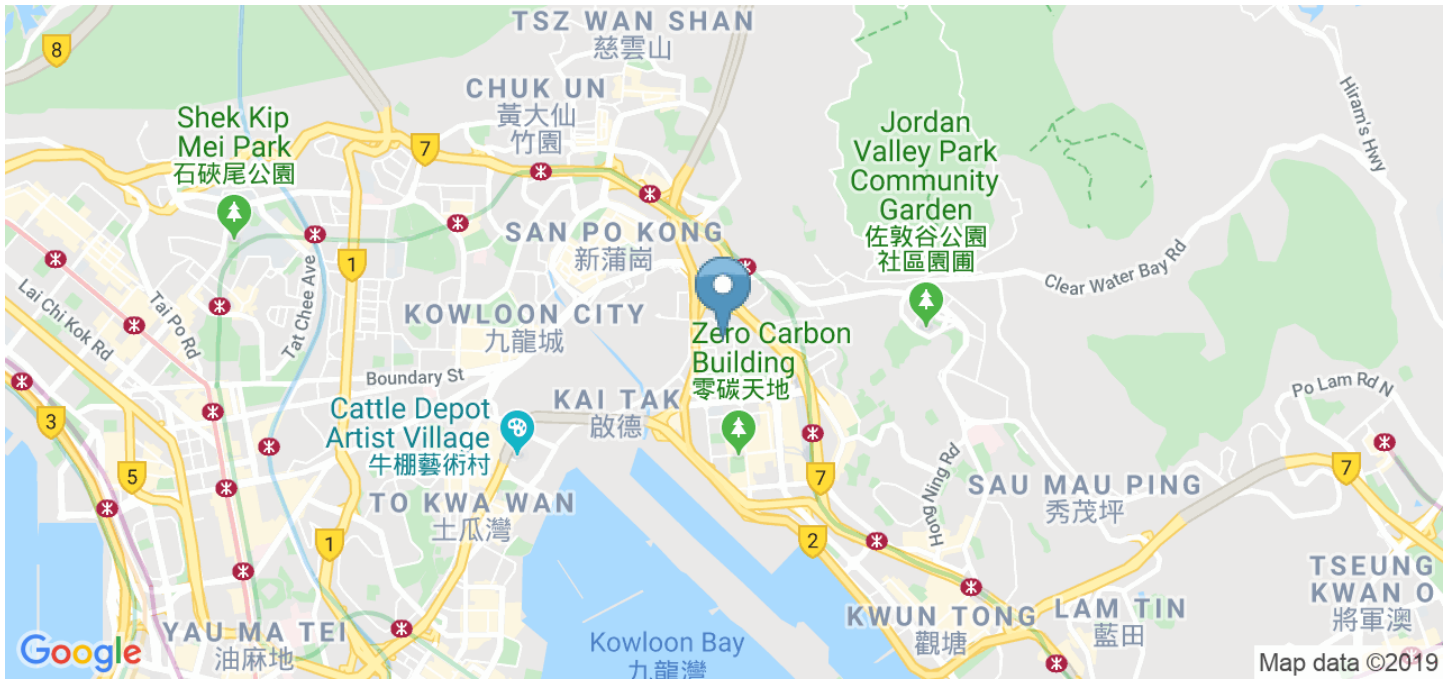 TSZ WAN SHAN
慈雲山
8
CHUK UN
黃大仙
竹園
Shek Kip
Mei Park
石硤尾公園
7
Jordan
Valley Park
Community
Garden
佐敦谷公園
社區園圃
Hiram's Hwy
SAN PO KONG
新蒲崗
1
Tat Chee Ave
Clear Water Bay Rd
Lai Chi Kok Rd
Tai Po Rd
KOWLOON CITY
九龍城
Zero Carbon
Building
零碳天地
Boundary St
Po Lam Rd N
KAI TAK
啟德
Cattle Depot
Artist Village
牛棚藝術村
3
5
7
7
Hong Ning Rd
SAU MAU PING
秀茂坪
TO KWA WAN
土瓜灣
1
2
TSEUNG
KWAN O
將軍澳
KWUN TONG
觀塘
LAM TIN
藍田
YAU MA TEI
油麻地
Kowloon Bay
九龍灣
Google
Map data ©2019